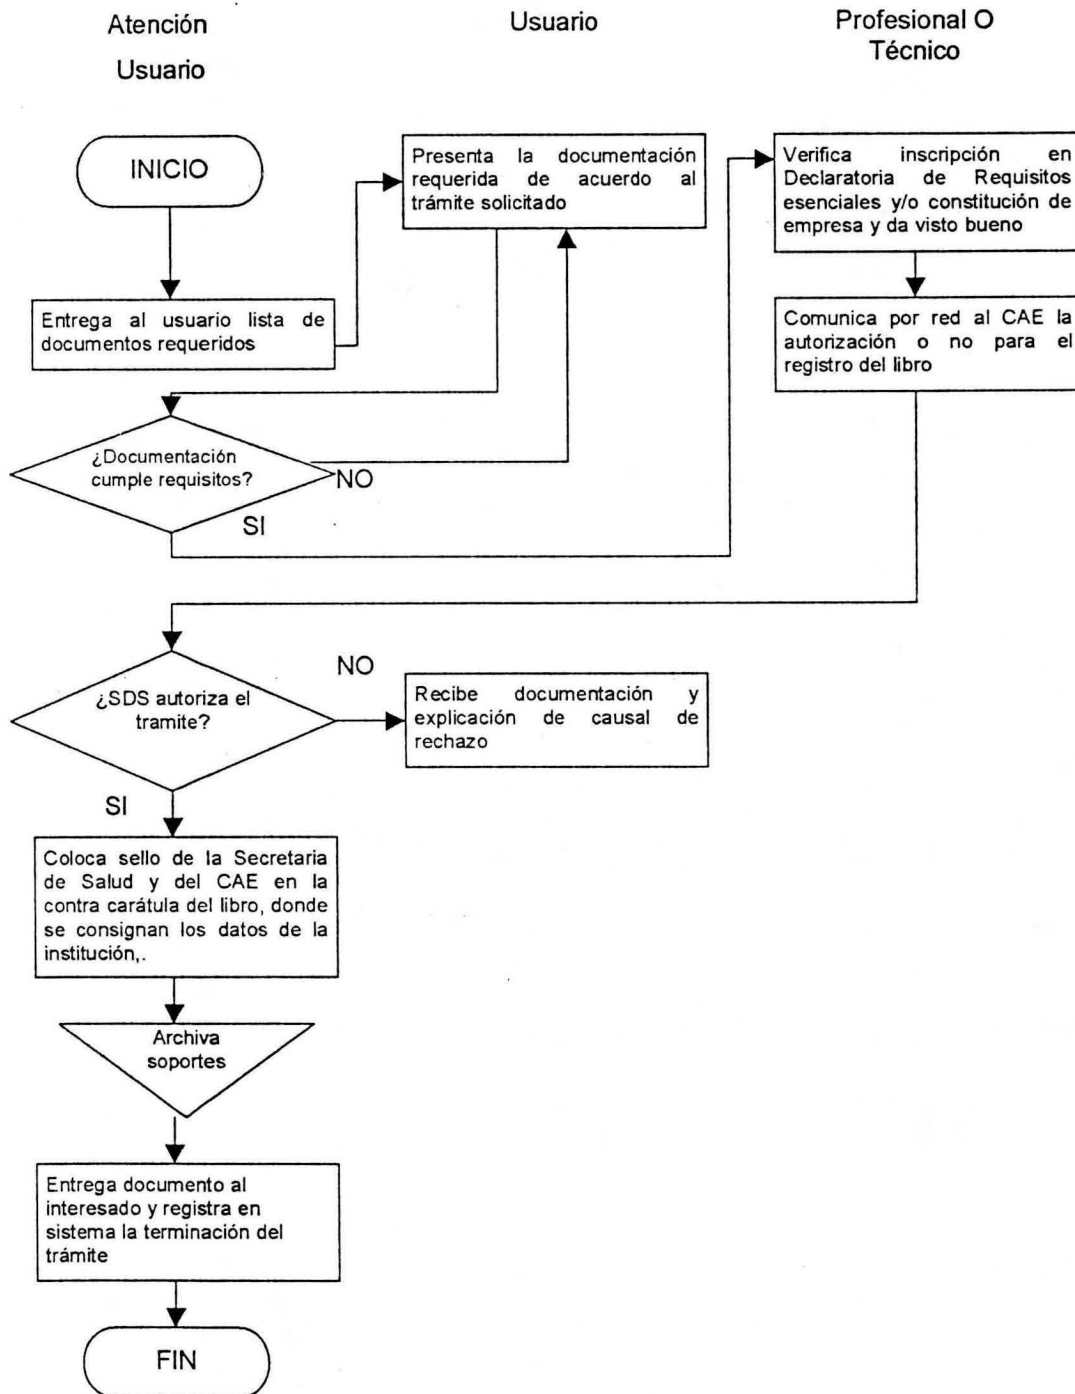 Atención
Usuario
Usuario
Profesional O
Técnico
INICIO
Presenta la documentación
requerida de acuerdo al
trámite solicitado
Verifica inscripción en
Declaratoria de Requisitos
esenciales y/o constitución de
empresa y da visto bueno
Entrega al usuario lista de
documentos requeridos
Comunica por red al CAE la
autorización o no para el
registro del libro
¿Documentación
cumple requisitos?
NO
SI
¿SDS autoriza el
tramite?
NO
Recibe documentación y
explicación de causal de
rechazo
SI
Coloca sello de la Secretaria
de Salud y del CAE en la
contra carátula del libro, donde
se consignan los datos de la
institución,.
Archiva
soportes
Entrega documento al
interesado y registra en
sistema la terminación del
trámite
FIN